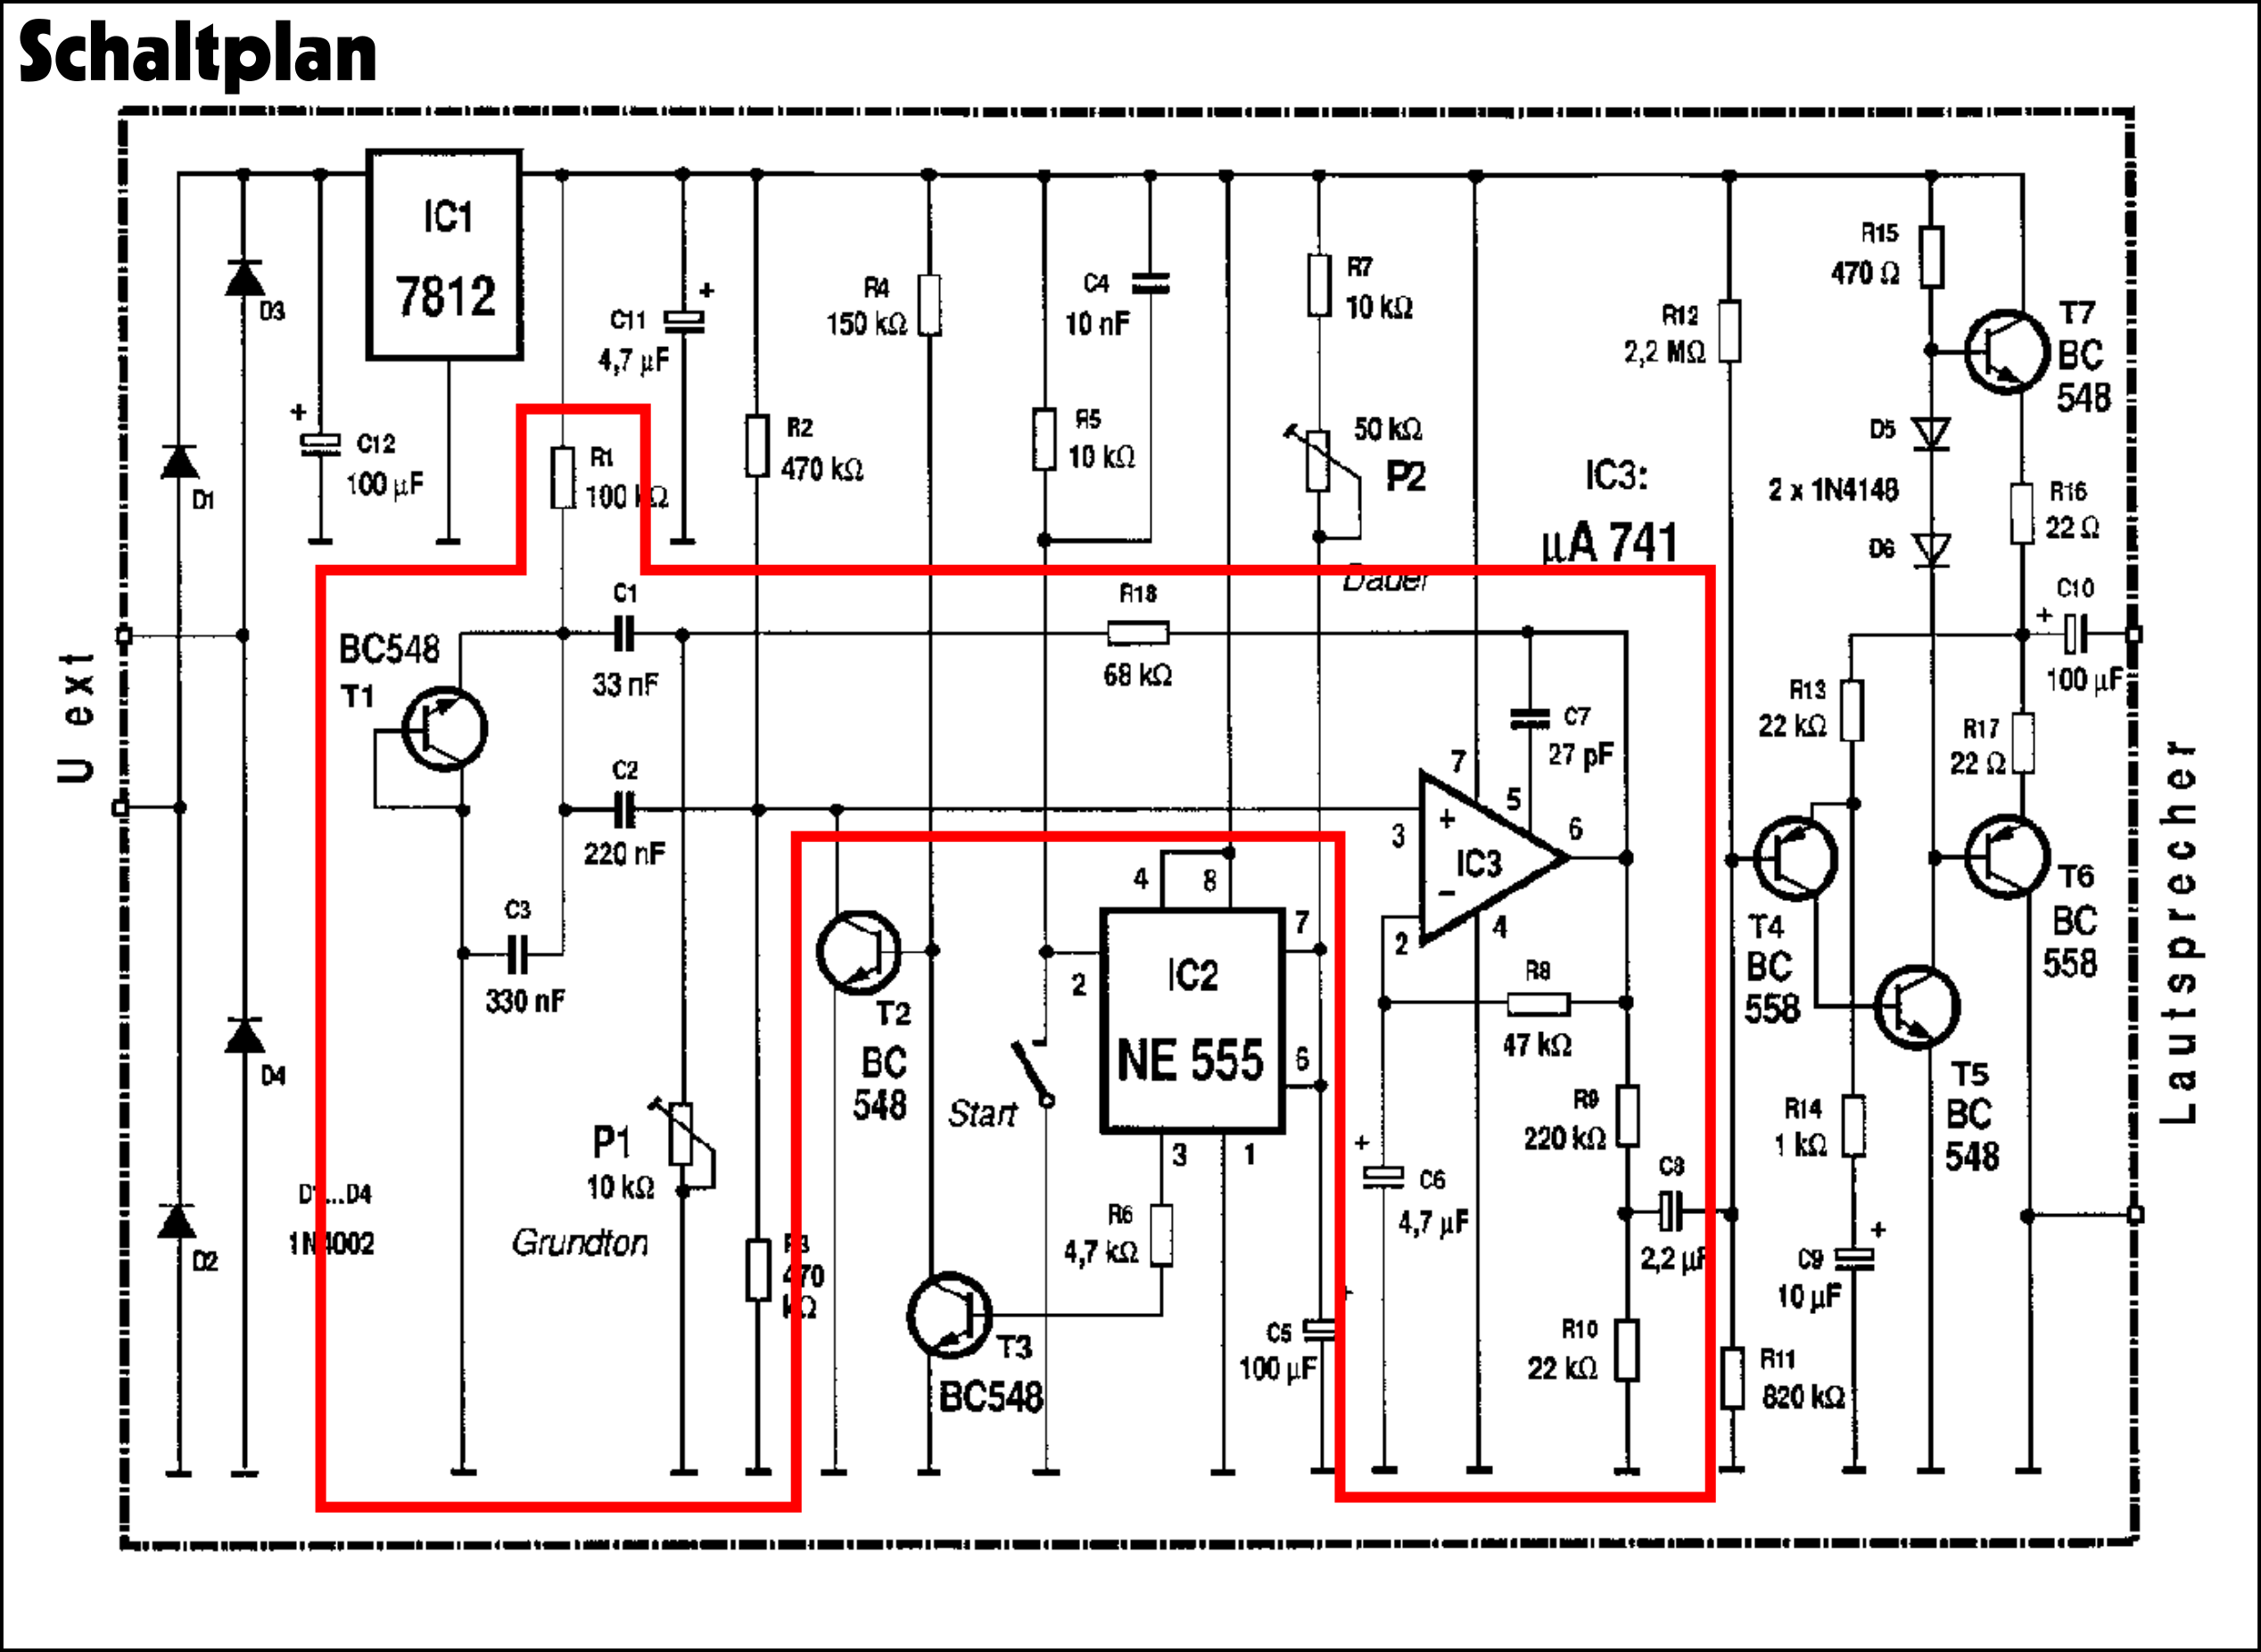 Schaltplan
IC1
7812
D3
D1
+
C12
100 µF
R1
100 kΩ
C11
+
4,7 µF
R2
470 kΩ
R4
150 kΩ
C4
10 nF
R5
10 kΩ
R7
10 kΩ
50 kΩ
P2
Dauer
IC3:
µA 741
R12
2,2 MΩ
R15
470 Ω
T7
BC
548
D5
2 x 1N4148
D6
R16
22 Ω
C10
+
100 µF
U ext
BC548
T1
C1
33 nF
R18
68 kΩ
C7
27 pF
R13
22 kΩ
R17
22 Ω
C2
220 nF
7
5
3
+
IC3
−
6
2
4
C3
330 nF
T2
BC
548
4
8
7
2
IC2
NE 555
6
3
1
Start
R8
47 kΩ
R9
220 kΩ
T4
BC
558
T6
BC
558
T5
BC
548
Lautsprecher
D4
P1
10 kΩ
Grundton
D1...D4
1N4002
D2
R3
470
kΩ
R6
4,7 kΩ
T3
BC548
+
C5
100 µF
+
C6
4,7 µF
C8
2,2 µF
R10
22 kΩ
R11
820 kΩ
R14
1 kΩ
+
C9
10 µF